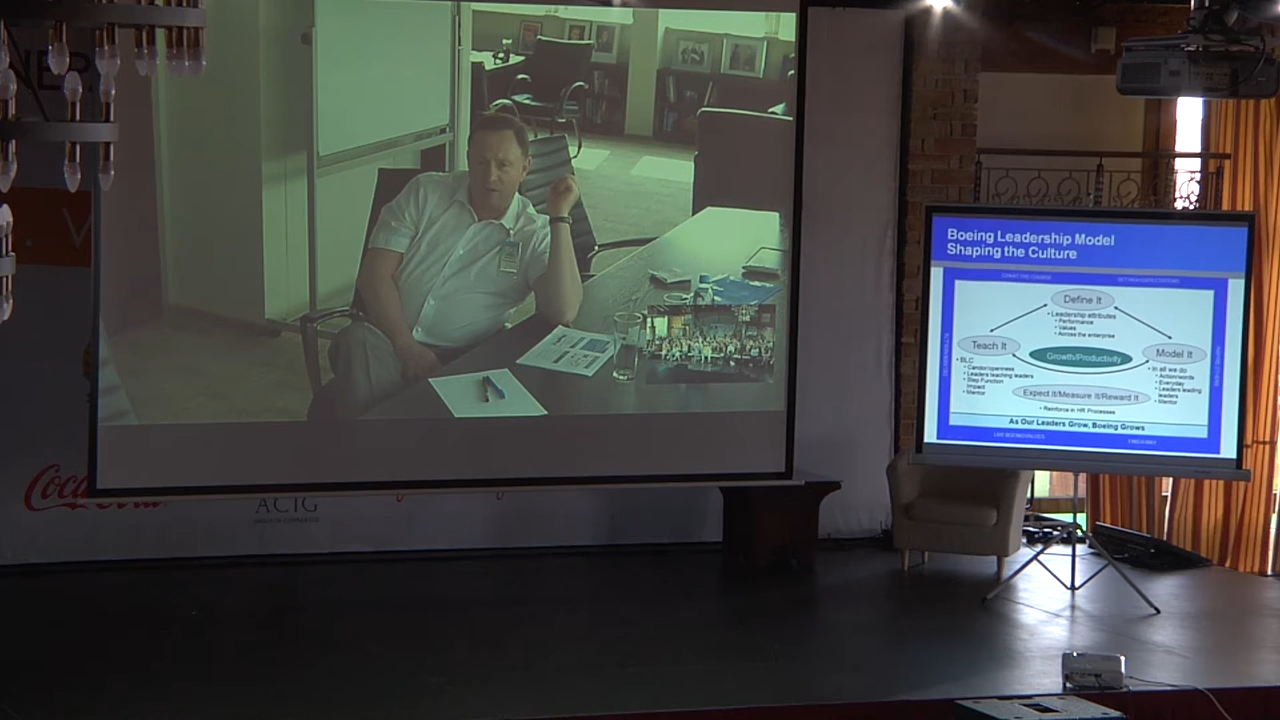 Coca-Cola
ACIG
Boeing Leadership Model
Shaping the Culture
Define It
• Leadership attributes
• Performance
• Values
• Across the enterprise
Teach It
• BLC
• Candor/openness
• Leaders teaching leaders
• Step Function
Impact
• Mentor
Growth/Productivity
Model It
• In all we do
• Action/words
• Everyday
• Leaders leading
leaders
• Mentor
Expect It/Measure It/Reward It
• Reinforce in HR Processes
As Our Leaders Grow, Boeing Grows